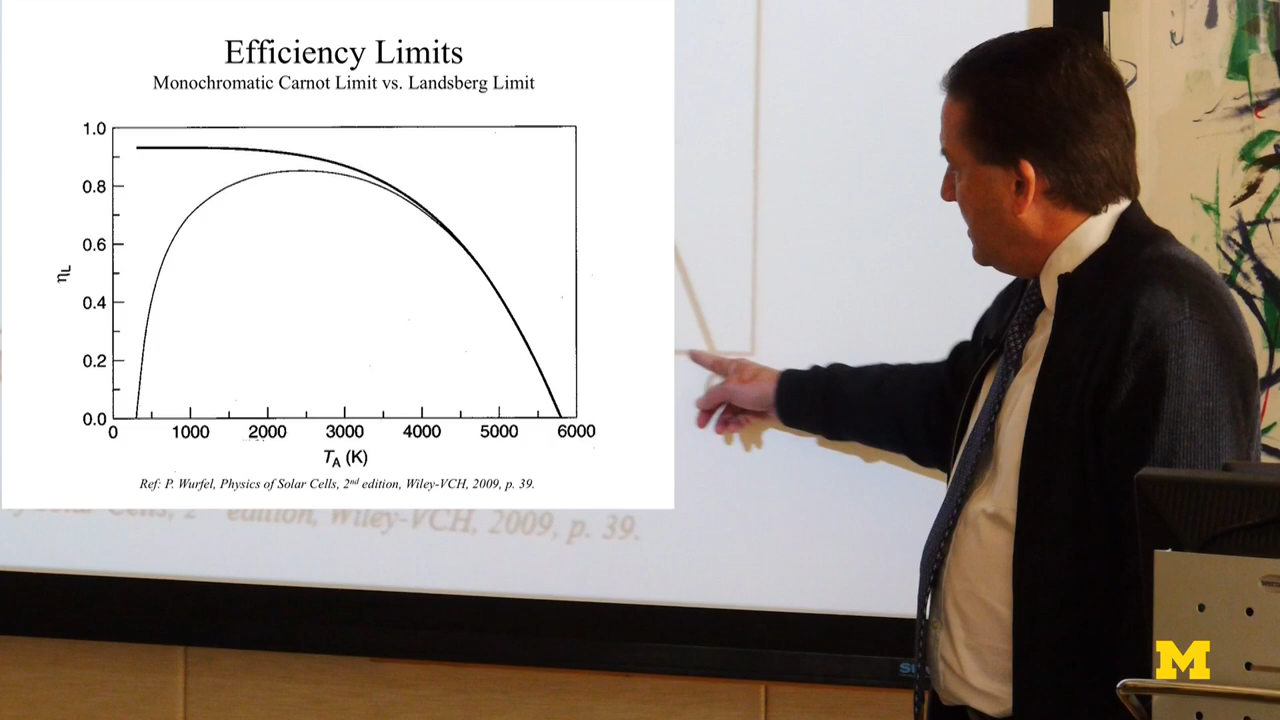 Efficiency Limits
Monochromatic Carnot Limit vs. Landsberg Limit
1.0
0.8
0.6
0.4
0.2
0.0
ηL
0 1000 2000 3000 4000 5000 6000
TA (K)
Ref: P. Wurfel, Physics of Solar Cells, 2nd edition, Wiley-VCH, 2009, p. 39.
Cells, 2nd edition, Wiley-VCH, 2009, p. 39.
M